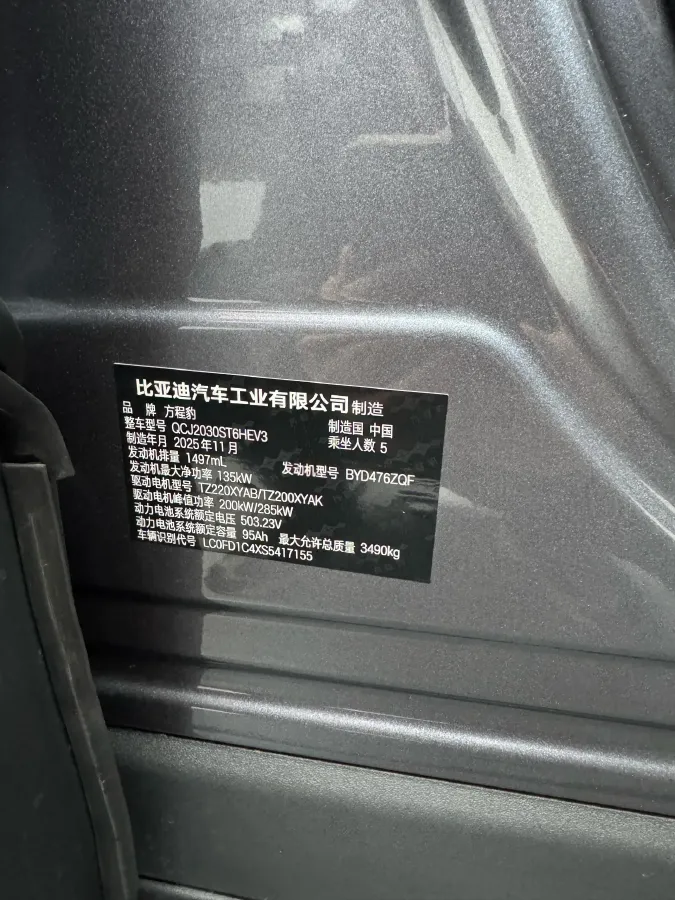 比亚迪汽车工业有限公司制造
品 牌 方程豹 制造国 中国
整车型号 QCJ2030ST6HEV3 乘坐人数 5
制造年月 2025年11月
发动机排量 1497mL 发动机型号 BYD476ZQF
发动机最大净功率 135kW
驱动电机型号 TZ220XYAB/TZ200XYAK
驱动电机峰值功率 200kW/285kW
动力电池系统额定电压 503.23V
动力电池系统额定容量 95Ah 最大允许总质量 3490kg
车辆识别代号 LC0FD1C4XS5417155